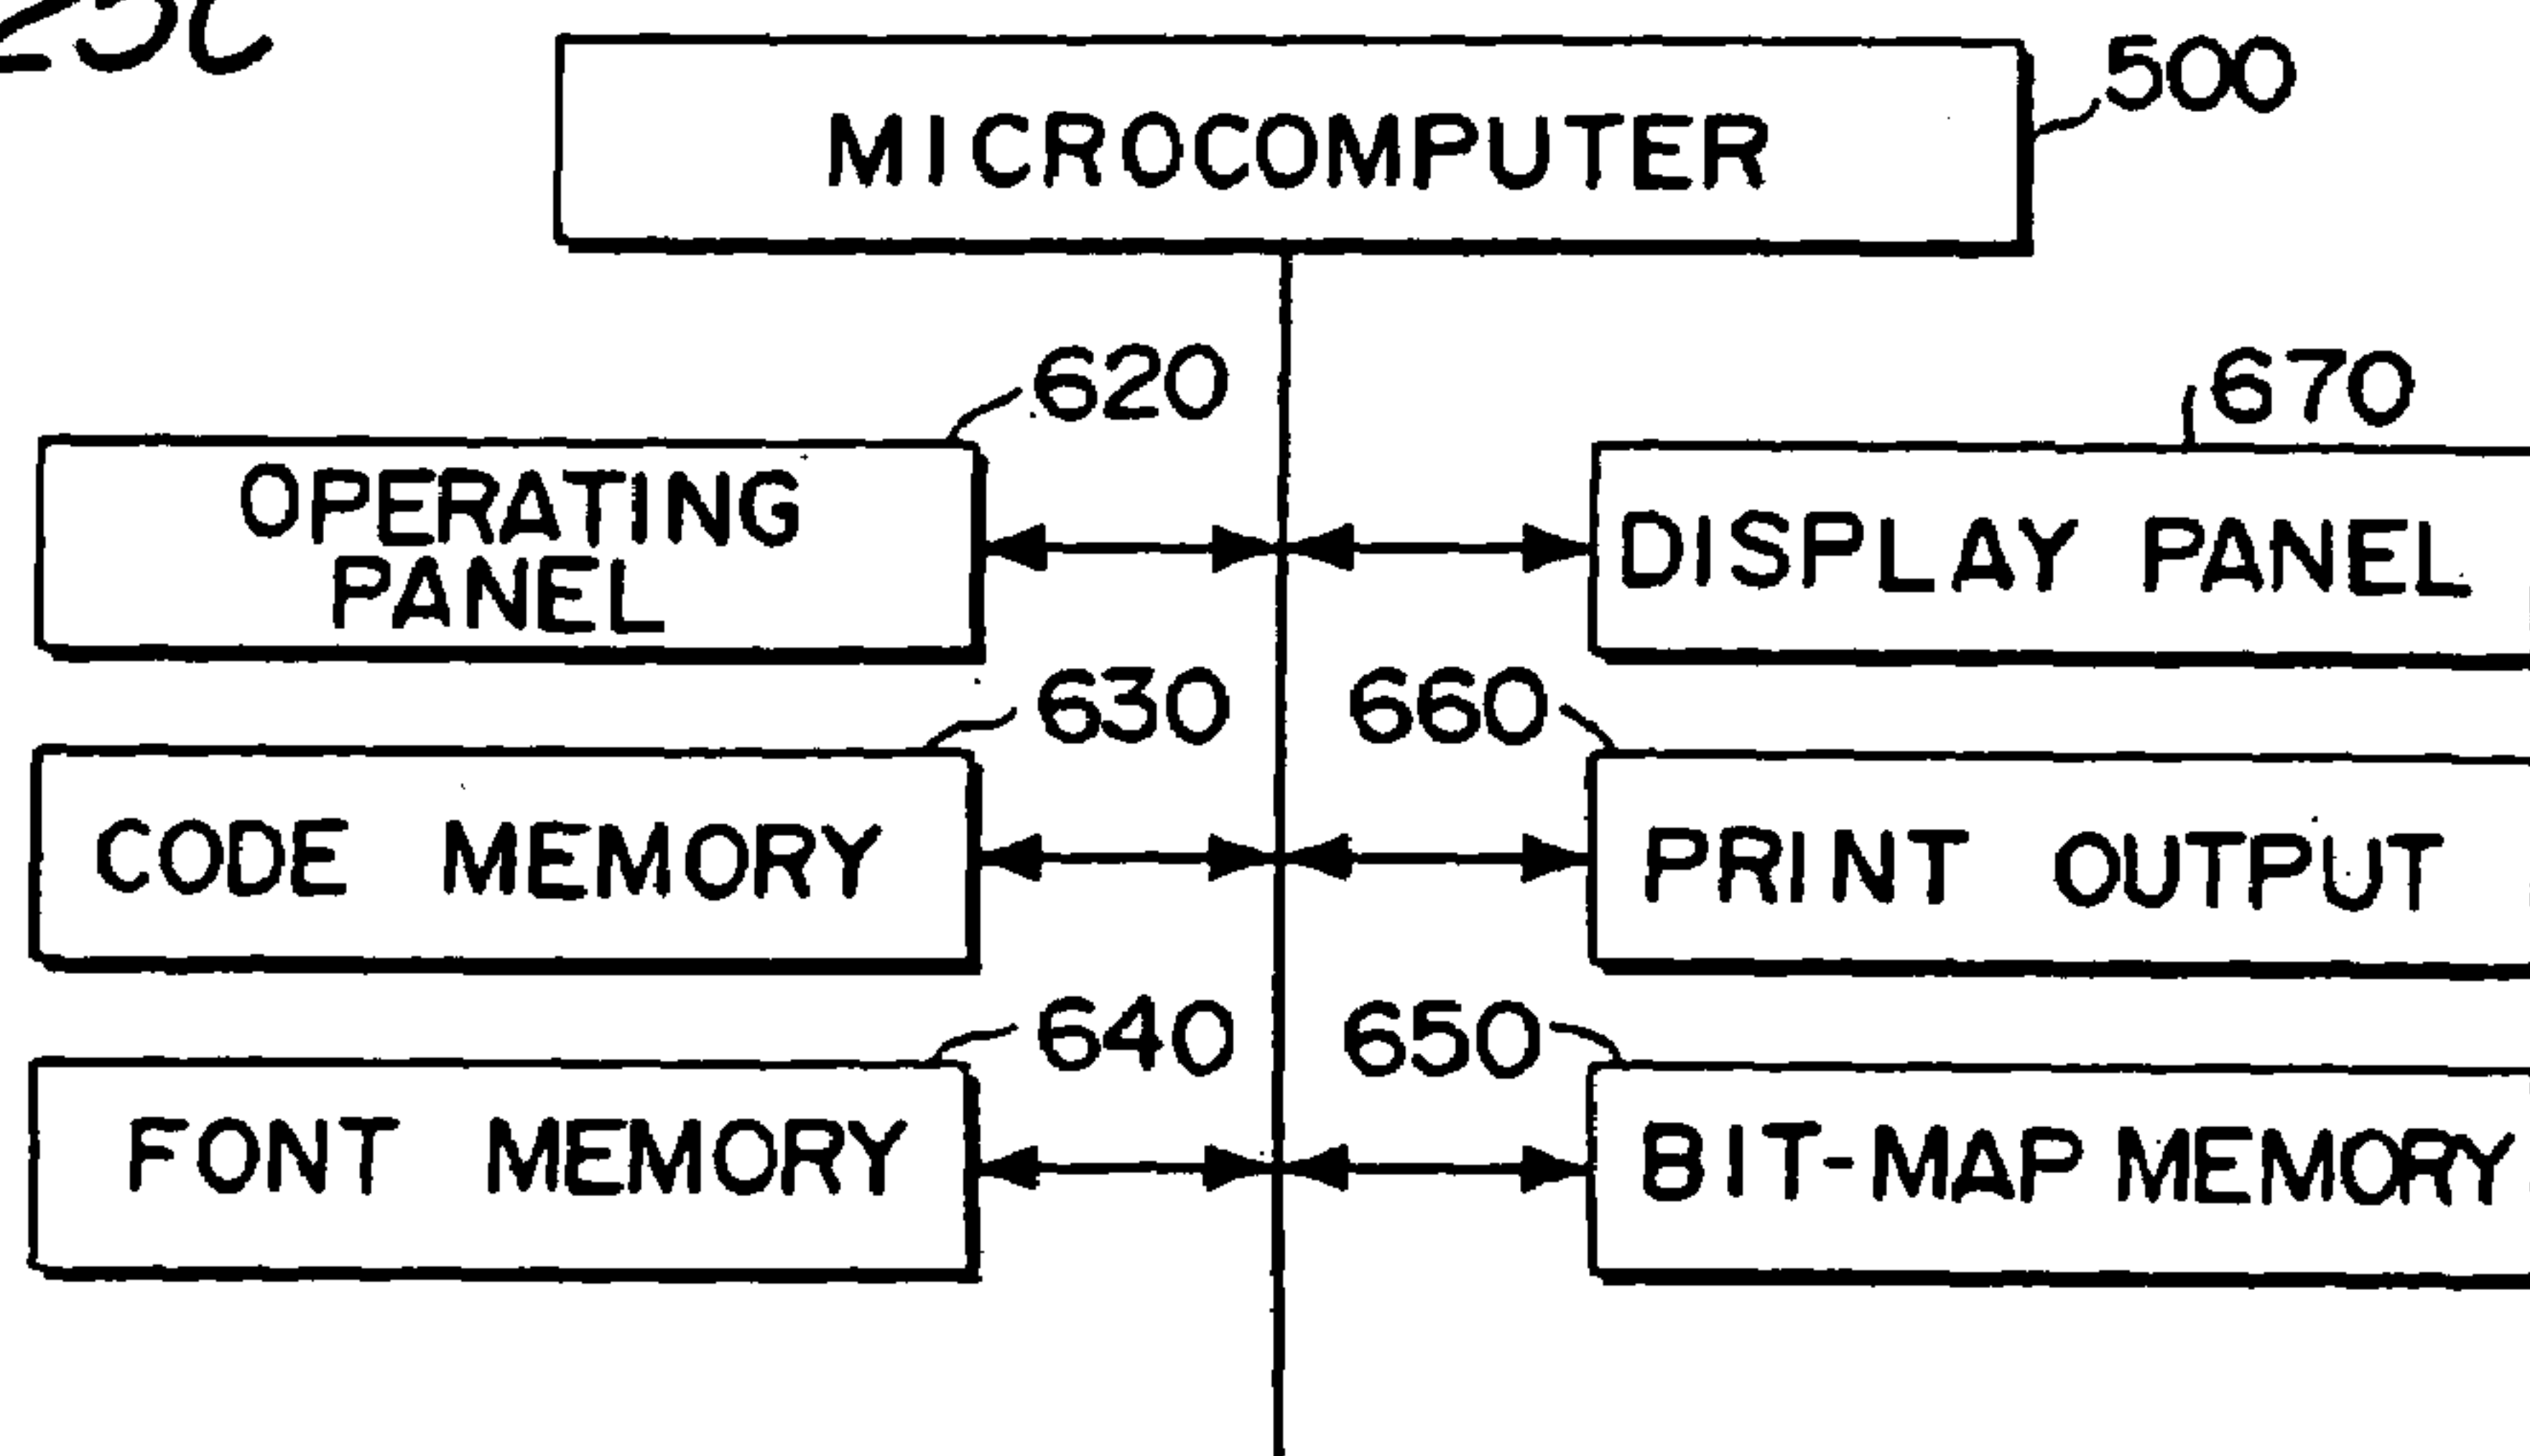 25C
MICROCOMPUTER
500
620
670
OPERATING
PANEL
DISPLAY PANEL
630
660
CODE MEMORY
PRINT OUTPUT
640
650
FONT MEMORY
BIT-MAP MEMORY